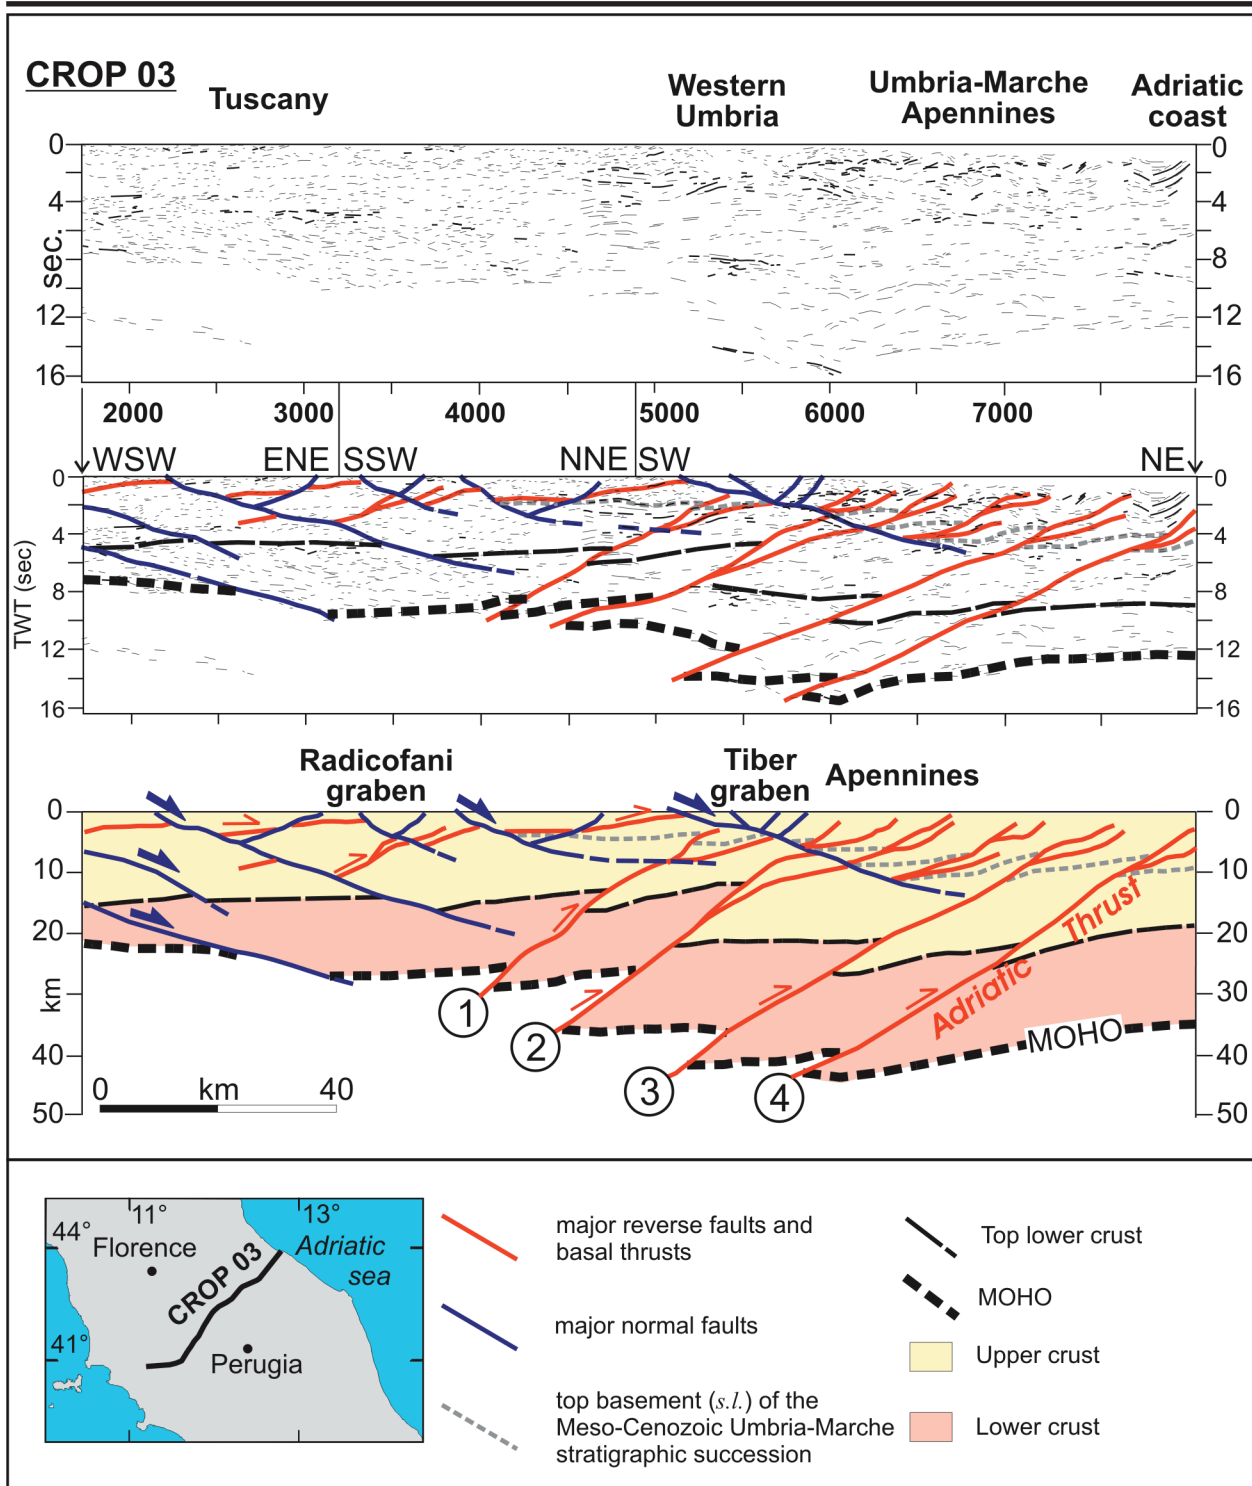 CROP 03
Tuscany
Western
Umbria
Umbria-Marche
Apennines
Adriatic
coast
0
4
sec.
8
12
16
0
4
8
12
16
2000
3000
4000
5000
6000
7000
WSW
ENE
SSW
NNE
SW
NE
0
4
8
12
16
TWT (sec)
0
4
8
12
16
Radicofani
graben
Tiber
graben
Apennines
0
10
20
30
40
50
km
0
10
20
30
40
50
Adriatic Thrust
MOHO
1
2
3
4
0 km 40
11°
13°
44°
Florence
Adriatic
sea
CROP 03
41°
Perugia
major reverse faults and
basal thrusts
major normal faults
top basement (s.l.) of the
Meso-Cenozoic Umbria-Marche
stratigraphic succession
Top lower crust
MOHO
Upper crust
Lower crust